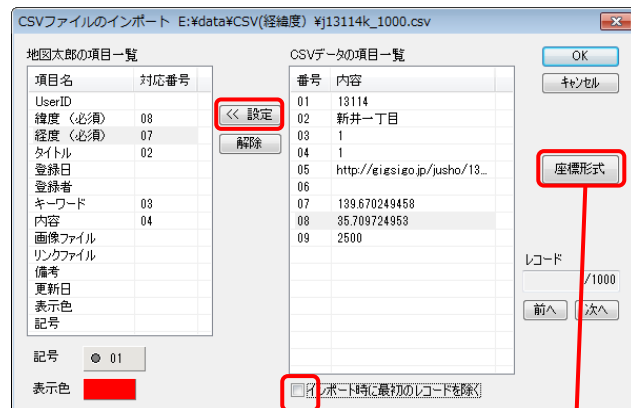 CSVファイルのインポート E:¥data¥CSV(経緯度) ¥j13114k_1000.csv
地図太郎の項目一覧
項目名 対応番号
UserID
緯度（必須） 08
経度（必須） 07
タイトル 02
登録日
登録者
キーワード 03
内容 04
画像ファイル
リンクファイル
備考
更新日
表示色
記号
記号 01
表示色
<< 設定
解除
CSVデータの項目一覧
番号 内容
01 13114
02 新井一丁目
03 1
04 1
05 http://gigsigo.jp/jusho/13...
06
07 139.670249458
08 35.709724953
09 2500
インポート時に最初のレコードを除く
OK
キャンセル
座標形式
レコード
/1000
前へ 次へ